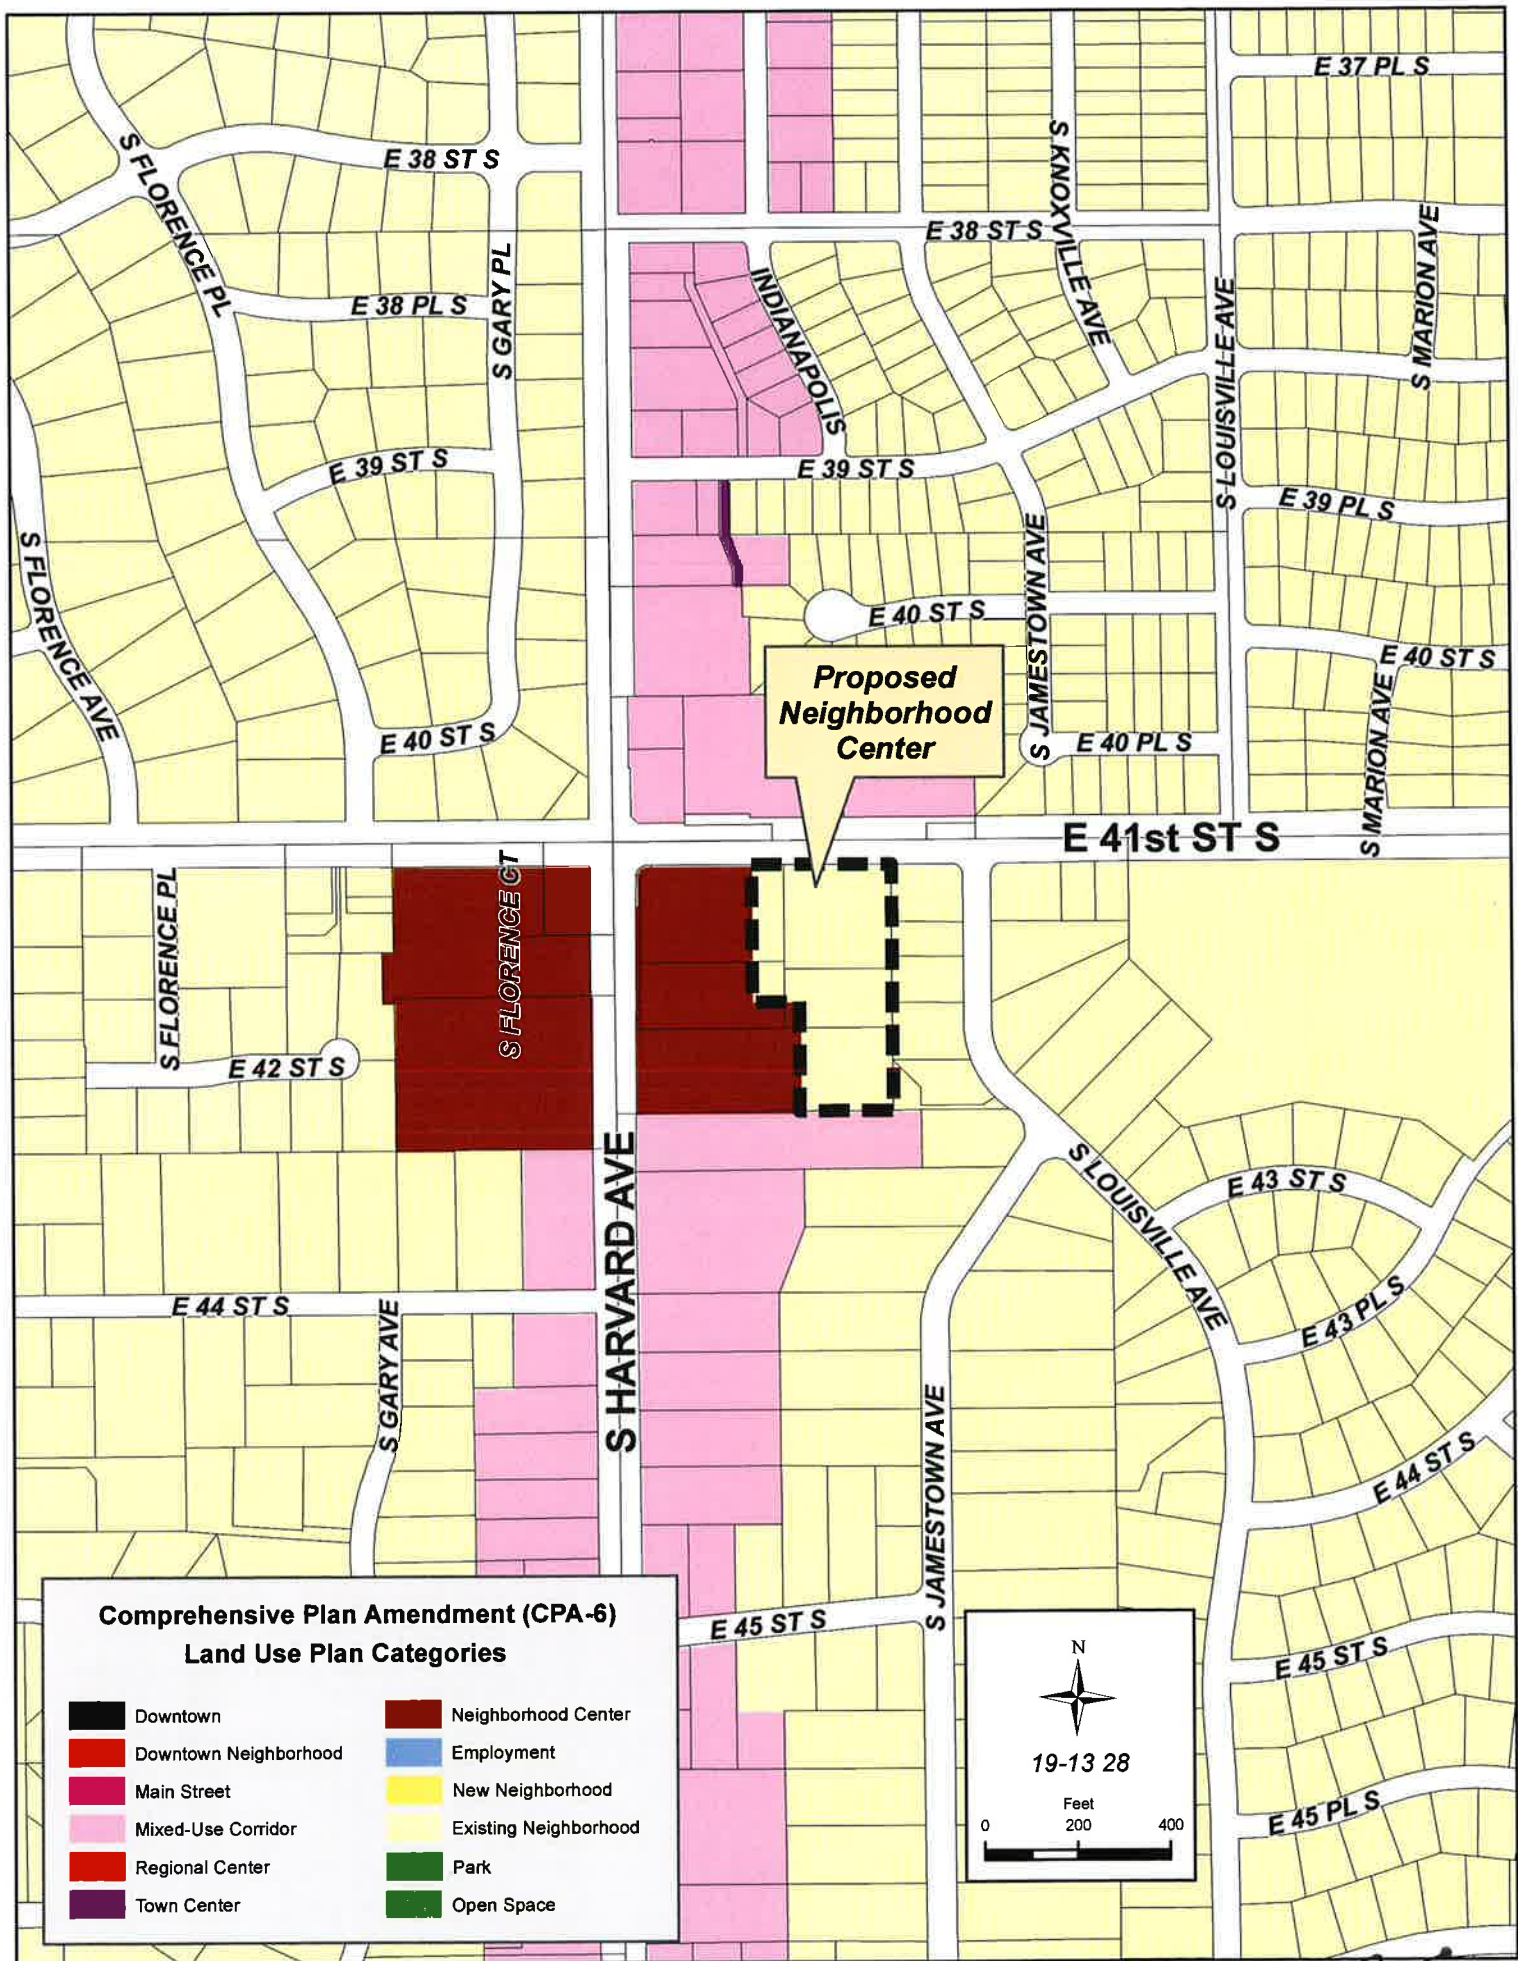 E 37 PL S
S FLORENCE PL
E 38 ST S
S KNOXVILLE AVE
E 38 ST S
S MARION AVE
S GARY PL
E 38 PL S
INDIANAPOLIS
S LOUISVILLE AVE
E 39 ST S
E 39 ST S
E 39 PL S
S FLORENCE AVE
S JAMESTOWN AVE
E 40 ST S
E 40 ST S
Proposed
Neighborhood
Center
S MARION AVE
E 40 ST S
E 40 PL S
E 41st ST S
S FLORENCE PL
S FLORENCE CT
E 42 ST S
S HARVARD AVE
S LOUISVILLE AVE
E 43 ST S
E 44 ST S
S GARY AVE
E 43 PL S
S JAMESTOWN AVE
E 44 ST S
E 45 ST S
E 45 ST S
E 45 PL S
Comprehensive Plan Amendment (CPA-6)
Land Use Plan Categories
Downtown
Downtown Neighborhood
Main Street
Mixed-Use Corridor
Regional Center
Town Center
Neighborhood Center
Employment
New Neighborhood
Existing Neighborhood
Park
Open Space
N
19-13 28
Feet
0 200 400